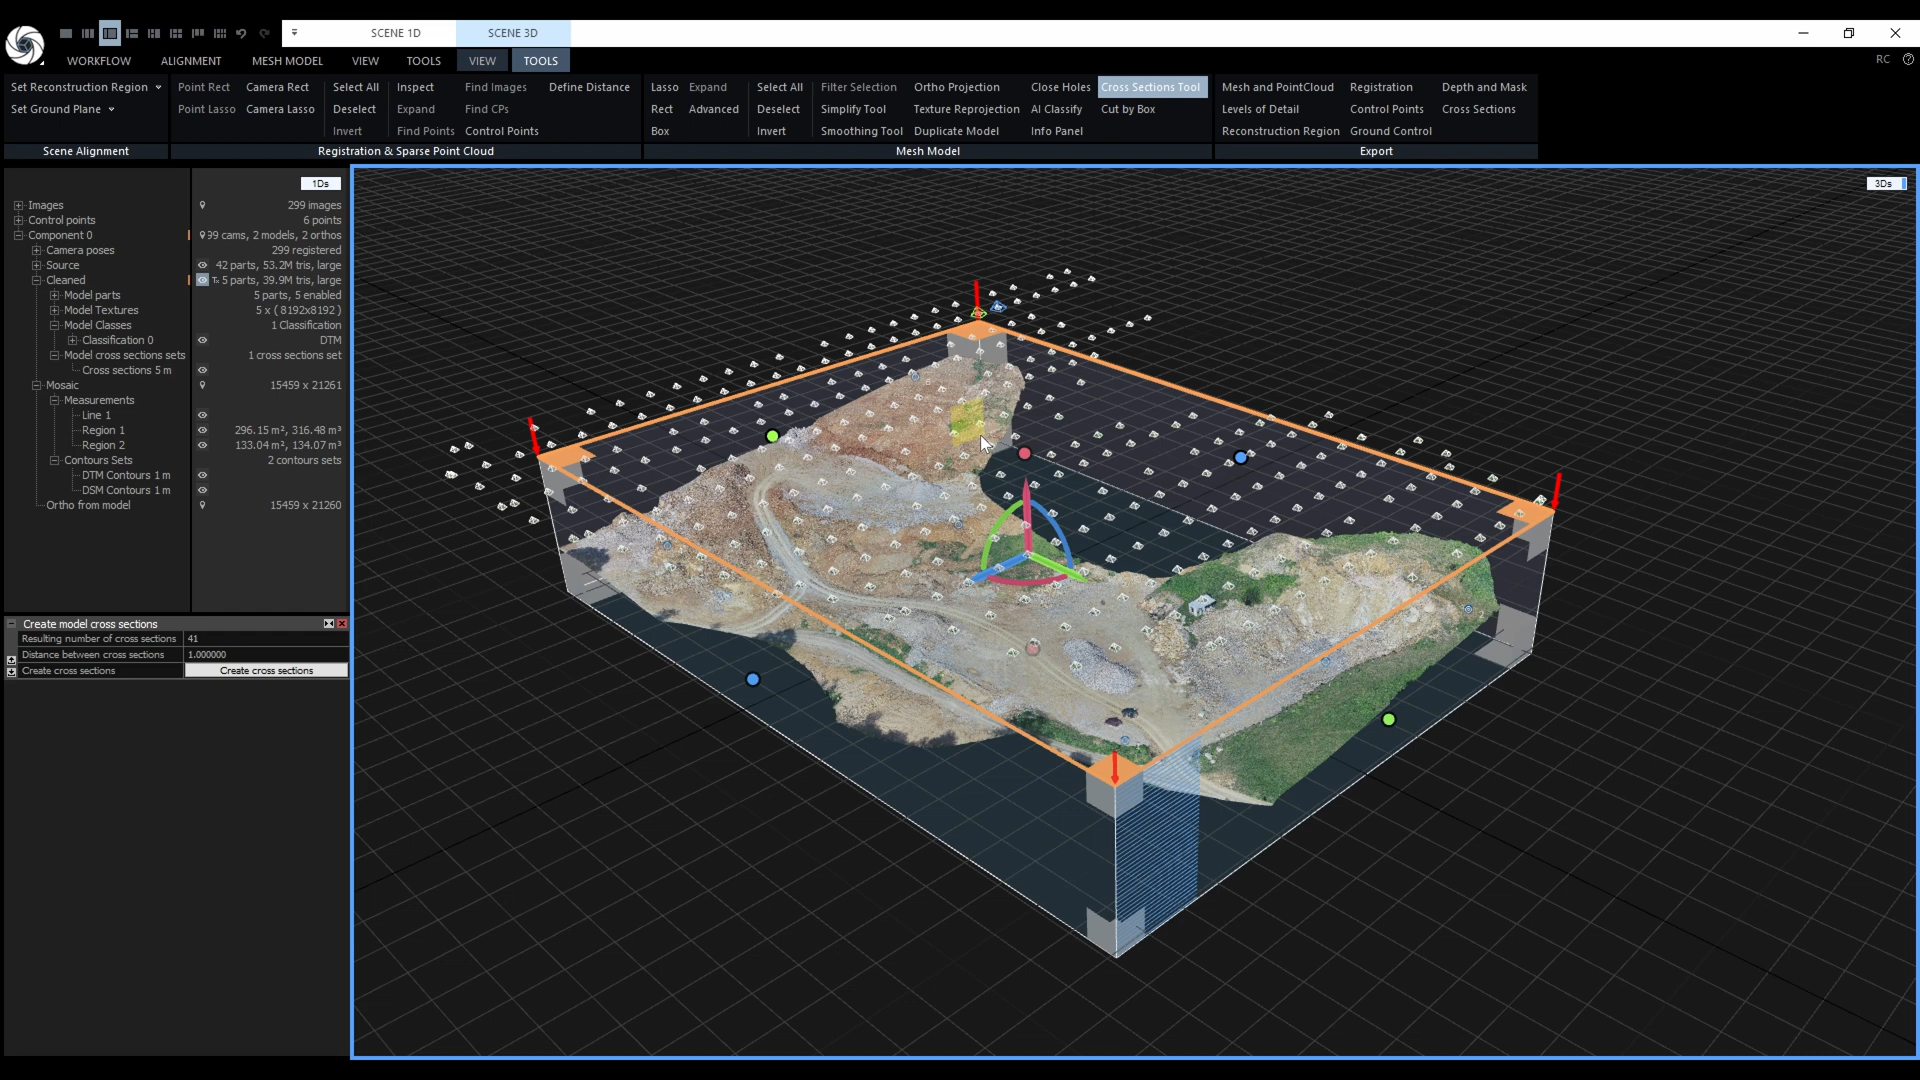 SCENE 1D SCENE 3D
WORKFLOW ALIGNMENT MESH MODEL VIEW TOOLS VIEW TOOLS RC
Set Reconstruction Region Point Rect Camera Rect Select All Inspect Find Images Define Distance Lasso Expand Select All Filter Selection Ortho Projection Close Holes Cross Sections Tool Mesh and PointCloud Registration Depth and Mask
Set Ground Plane Point Lasso Camera Lasso Deselect Expand Find CPs Rect Advanced Deselect Simplify Tool Texture Reprojection AI Classify Cut by Box Levels of Detail Control Points Cross Sections
Invert Find Points Control Points Box Invert Smoothing Tool Duplicate Model Info Panel Reconstruction Region Ground Control
Scene Alignment Registration & Sparse Point Cloud Mesh Model Export
1Ds 3Ds
Images 299 images
Control points 6 points
Component 0 99 cams, 2 models, 2 orthos
Camera poses 299 registered
Source 42 parts, 53.2M tris, large
Cleaned Tx 5 parts, 39.9M tris, large
Model parts 5 parts, 5 enabled
Model Textures 5 x ( 8192x8192 )
Model Classes 1 Classification
Classification 0 DTM
Model cross sections sets 1 cross sections set
Cross sections 5 m
Mosaic 15459 x 21261
Measurements
Line 1
Region 1 296.15 m², 316.48 m³
Region 2 133.04 m², 134.07 m³
Contours Sets 2 contours sets
DTM Contours 1 m
DSM Contours 1 m
Ortho from model 15459 x 21260
Create model cross sections
Resulting number of cross sections 41
Distance between cross sections 1.000000
Create cross sections Create cross sections